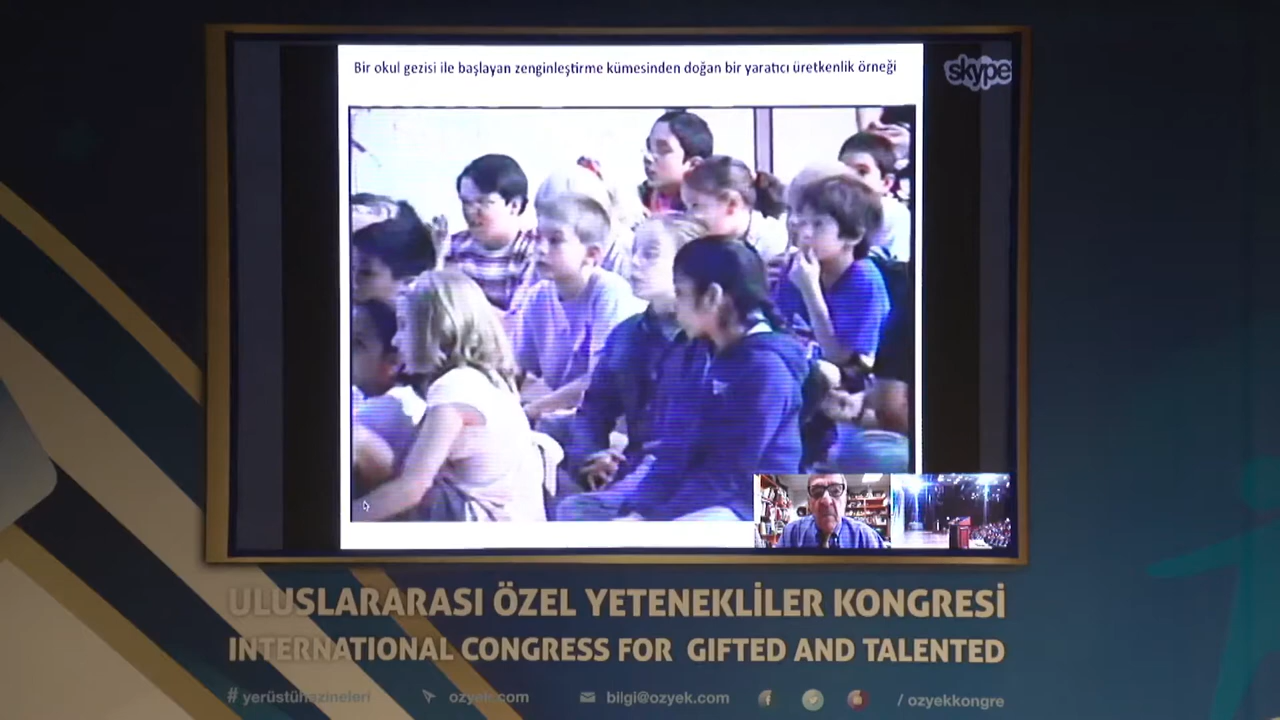 Bir okul gezisi ile başlayan zenginleştirme kümesinden doğan bir yaratıcı üretkenlik örneği
skype
ULUSLARARASI ÖZEL YETENEKLİLER KONGRESİ
INTERNATIONAL CONGRESS FOR GIFTED AND TALENTED
# yerüstühazineleri ozyek.com bilgi@ozyek.com / ozyekkongre